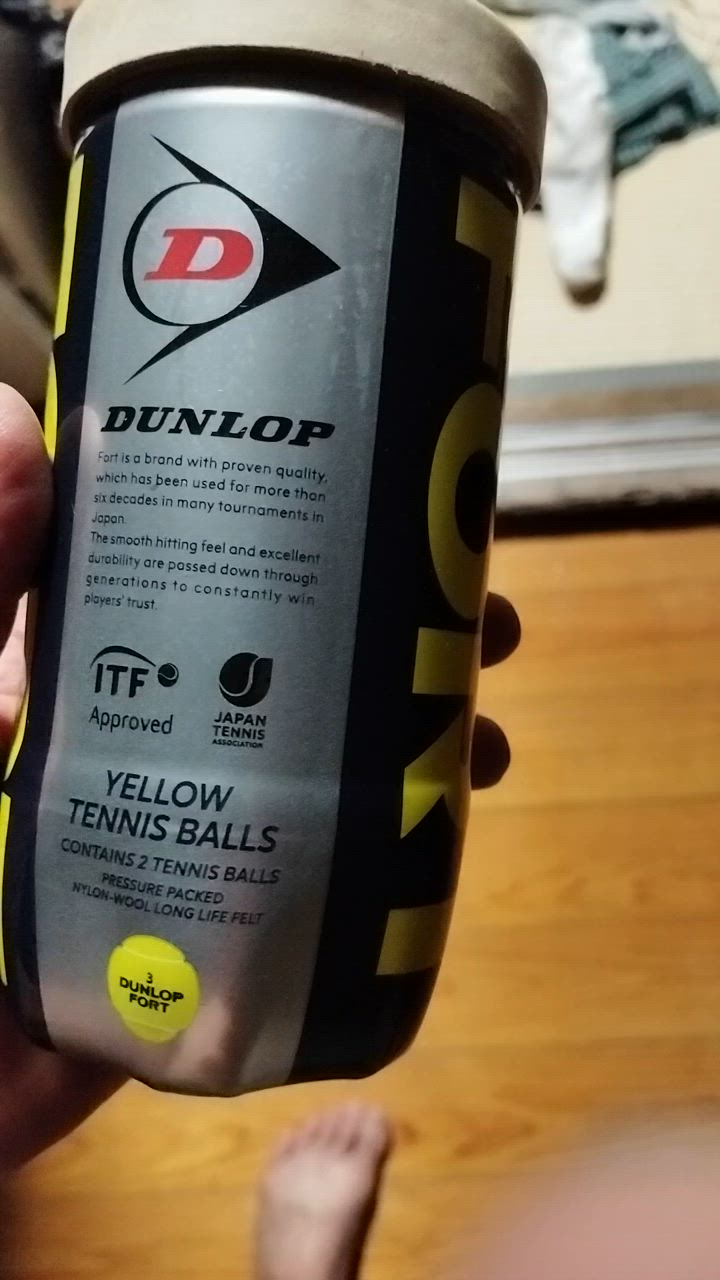 D
DUNLOP
Fort is a brand with proven quality,
which has been used for more than
six decades in many tournaments in
Japan.
The smooth hitting feel and excellent
durability are passed down through
generations to constantly win
players' trust.
ITF
Approved
JAPAN
TENNIS
ASSOCIATION
YELLOW
TENNIS BALLS
CONTAINS 2 TENNIS BALLS
PRESSURE PACKED
NYLON-WOOL LONG LIFE FELT
3
DUNLOP
FORT